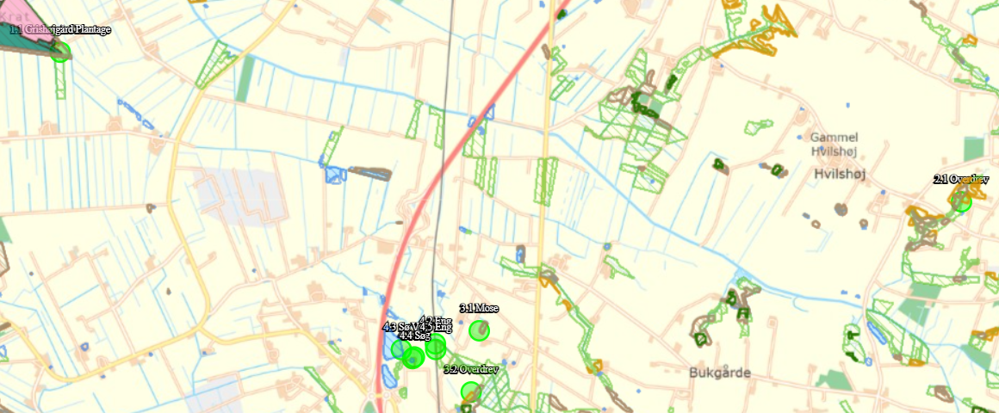 Krat
1.1 Grishøjgård Plantage
Gammel
Hvilshøj
Hvilshøj
2.1 Overdrev
3.1 Mose
4.2 Eng
4.3 Sø
4.5 Eng
4.4 Sø
3.2 Overdrev
Bukgårde